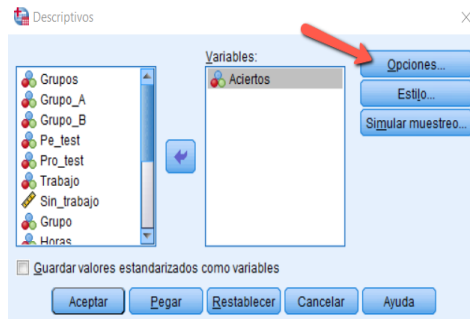 Descriptivos
Variables:
Grupos
Grupo_A
Grupo_B
Pe_test
Pro_test
Trabajo
Sin_trabajo
Grupo
Horas
Aciertos
Opciones...
Estilo...
Simular muestreo...
Guardar valores estandarizados como variables
Aceptar
Pegar
Restablecer
Cancelar
Ayuda